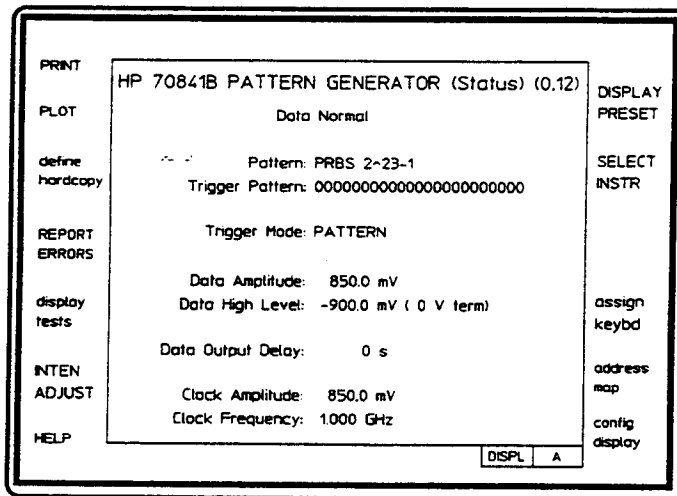 PRINT
PLOT
define
hardcopy
REPORT
ERRORS
display
tests
INTEN
ADJUST
HELP
HP 70841B PATTERN GENERATOR (Status) (0,12)
Data Normal
Pattern: PRBS 2^23-1
Trigger Pattern: 00000000000000000000000
Trigger Mode: PATTERN
Data Amplitude: 850.0 mV
Data High Level: -900.0 mV ( 0 V term)
Data Output Delay: 0 s
Clock Amplitude: 850.0 mV
Clock Frequency: 1.000 GHz
DISPLAY
PRESET
SELECT
INSTR
assign
keybd
address
map
config
display
DISPL A